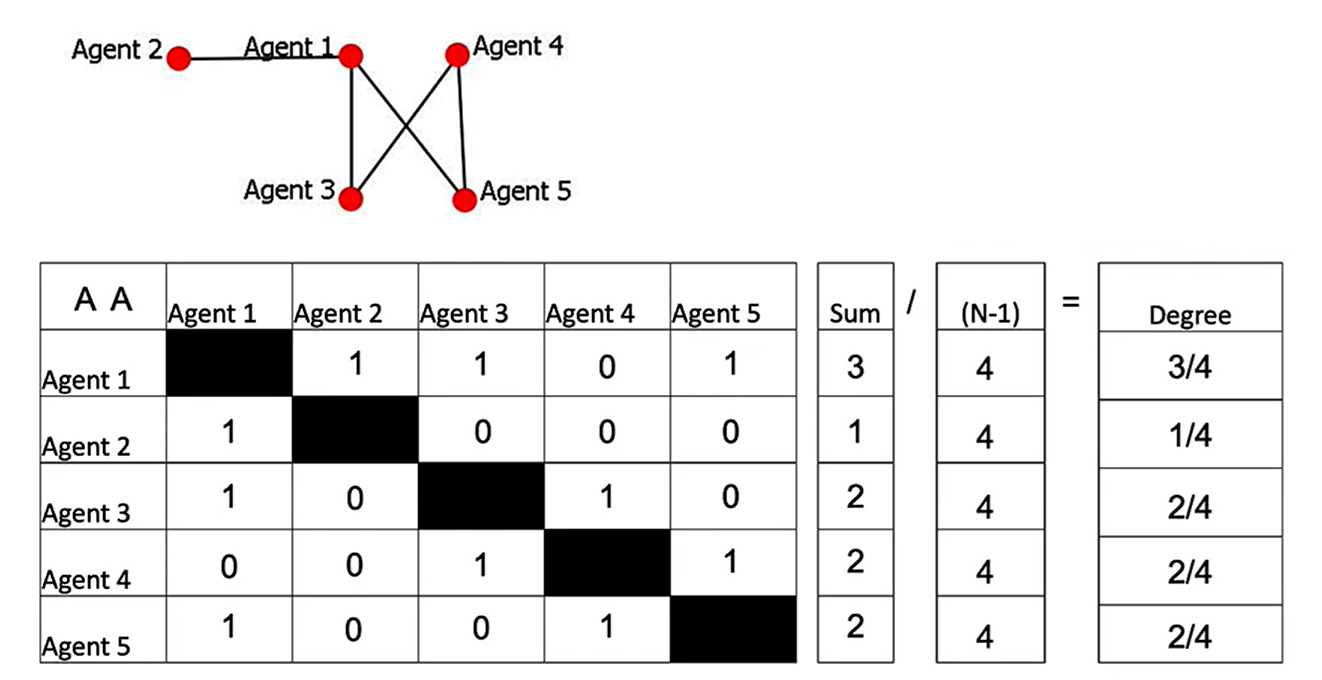 Agent 2 Agent 1 Agent 4
Agent 3 Agent 5
A A Agent 1 Agent 2 Agent 3 Agent 4 Agent 5 Sum / (N-1) = Degree
Agent 1 1 1 0 1 3 4 3/4
Agent 2 1 0 0 0 1 4 1/4
Agent 3 1 0 1 0 2 4 2/4
Agent 4 0 0 1 1 2 4 2/4
Agent 5 1 0 0 1 2 4 2/4